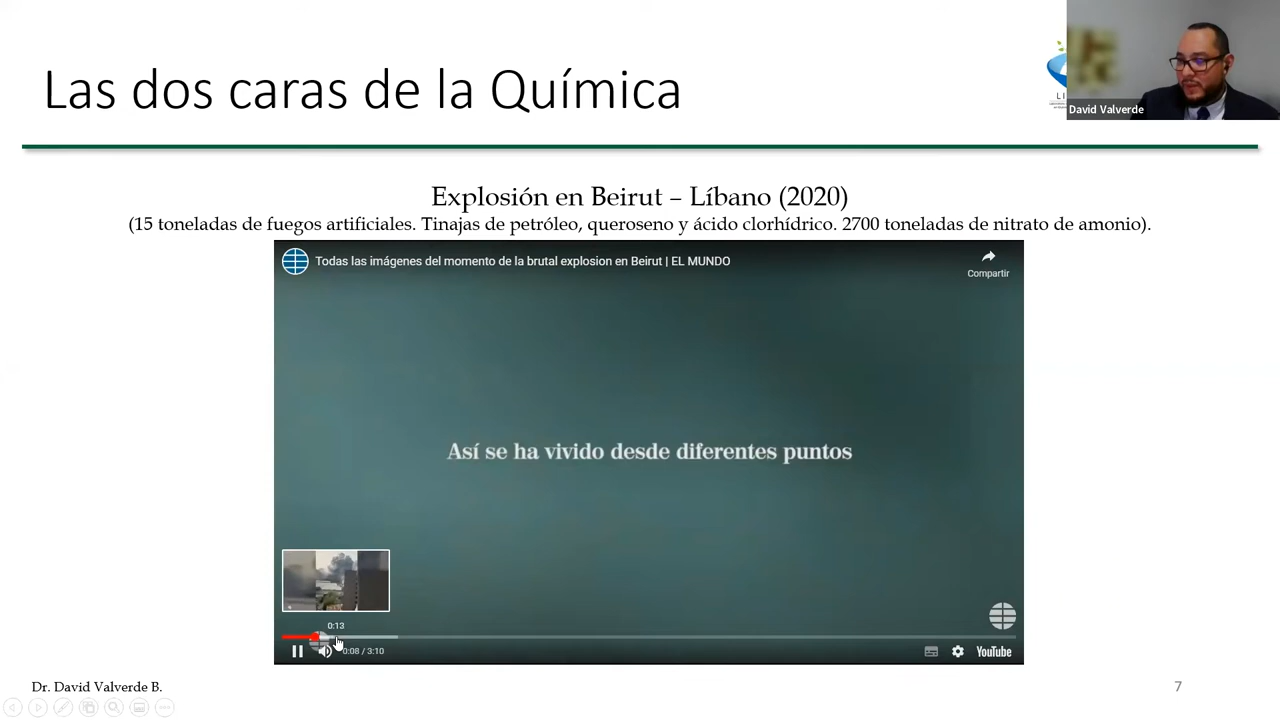 Las dos caras de la Química
David Valverde
Explosión en Beirut – Líbano (2020)
(15 toneladas de fuegos artificiales. Tinajas de petróleo, queroseno y ácido clorhídrico. 2700 toneladas de nitrato de amonio).
Todas las imágenes del momento de la brutal explosion en Beirut | EL MUNDO
Compartir
Así se ha vivido desde diferentes puntos
0:13
0:08 / 3:10
YouTube
Dr. David Valverde B.
7